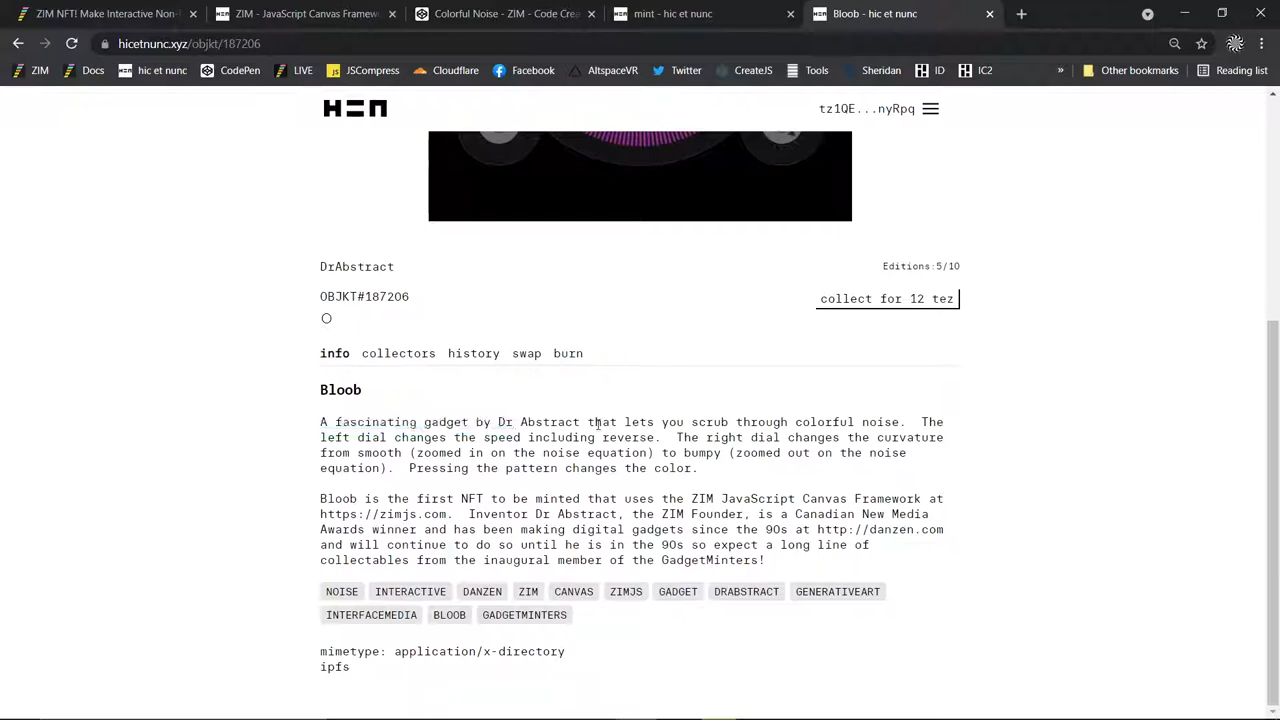 ZIM NFT! Make Interactive Non-
ZIM - JavaScript Canvas Framew
Colorful Noise - ZIM - Code Crea
mint - hic et nunc
Bloob - hic et nunc
hicetnunc.xyz/objkt/187206
ZIM
Docs
hic et nunc
CodePen
LIVE
JSCompress
Cloudflare
Facebook
AltspaceVR
Twitter
CreateJS
Tools
Sheridan
ID
IC2
»
Other bookmarks
Reading list
tz1QE...nyRpq
DrAbstract
Editions:5/10
OBJKT#187206
collect for 12 tez
info collectors history swap burn
Bloob
A fascinating gadget by Dr Abstract that lets you scrub through colorful noise. The
left dial changes the speed including reverse. The right dial changes the curvature
from smooth (zoomed in on the noise equation) to bumpy (zoomed out on the noise
equation). Pressing the pattern changes the color.
Bloob is the first NFT to be minted that uses the ZIM JavaScript Canvas Framework at
https://zimjs.com. Inventor Dr Abstract, the ZIM Founder, is a Canadian New Media
Awards winner and has been making digital gadgets since the 90s at http://danzen.com
and will continue to do so until he is in the 90s so expect a long line of
collectables from the inaugural member of the GadgetMinters!
NOISE INTERACTIVE DANZEN ZIM CANVAS ZIMJS GADGET DRABSTRACT GENERATIVEART
INTERFACEMEDIA BLOOB GADGETMINTERS
mimetype: application/x-directory
ipfs